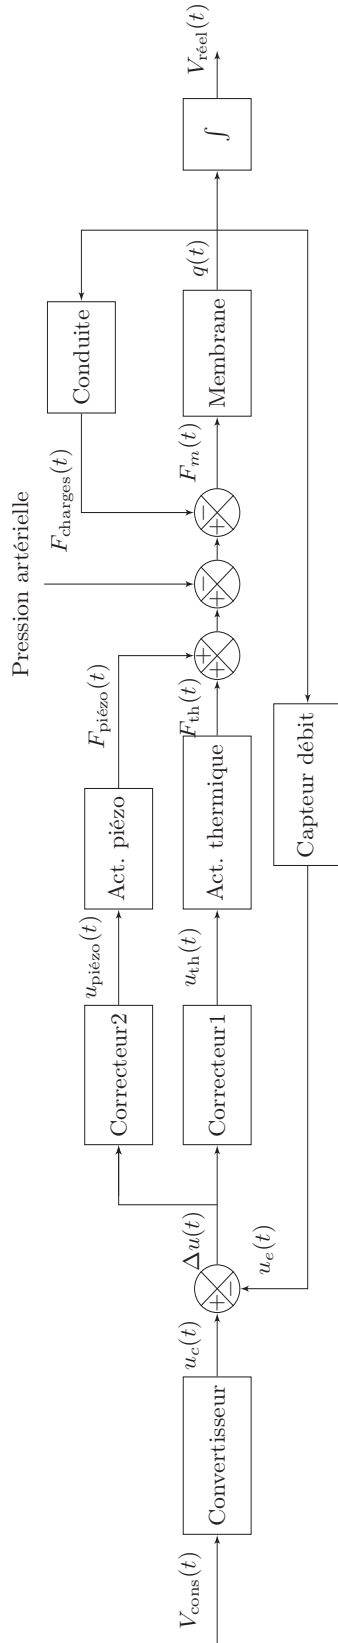 Pression artérielle
V_cons(t)
Convertisseur
u_c(t)
+
−
Δu(t)
u_e(t)
Correcteur2
Correcteur1
u_piézo(t)
u_th(t)
Act. piézo
Act. thermique
F_piézo(t)
F_th(t)
+
+
+
−
+
−
F_charges(t)
F_m(t)
Conduite
Membrane
q(t)
Capteur débit
∫
V_réel(t)